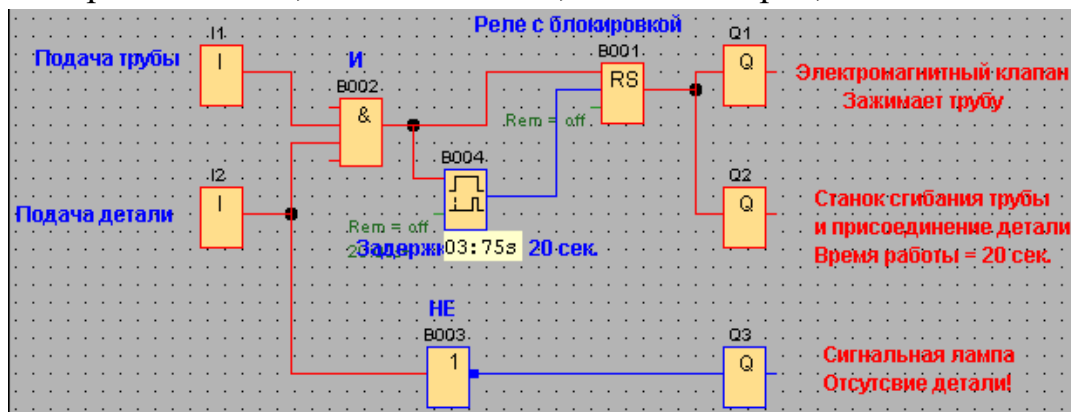 Реле с блокировкой
I1
B001
Q1
Подача трубы
I
И
RS
Q
Электромагнитный клапан
Зажимает трубу
B002
&
Rem = off
B004
I2
Q2
I
Q
Подача детали
Станок сгибания трубы
и присоединение детали
Время работы = 20 сек.
Rem = off
03:75s 20 сек.
НЕ
B003
Q3
1
Q
Сигнальная лампа
Отсутсвие детали!